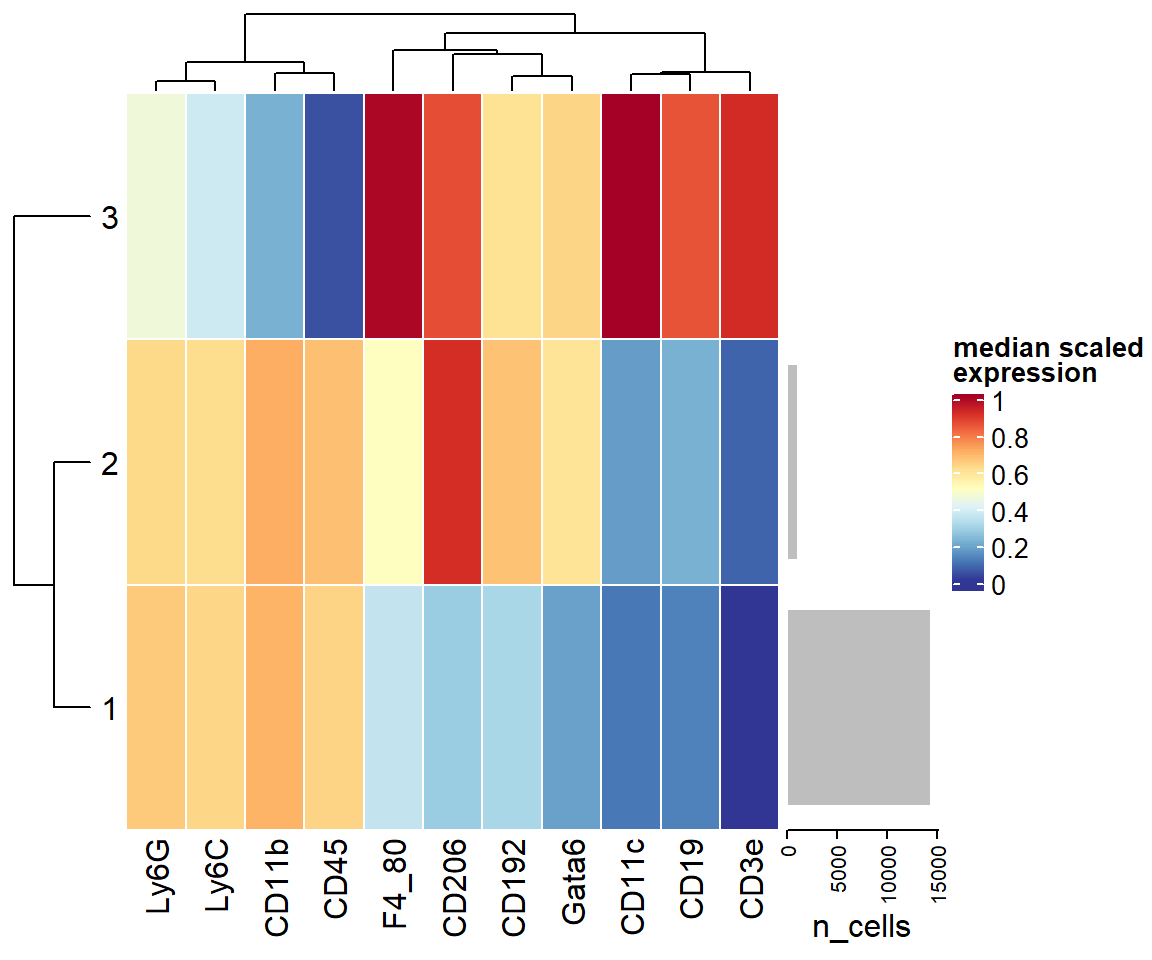 3
2
1
Ly6G
Ly6C
CD11b
CD45
F4_80
CD206
CD192
Gata6
CD11c
CD19
CD3e
0
5000
10000
15000
n_cells
median scaled
expression
1
0.8
0.6
0.4
0.2
0